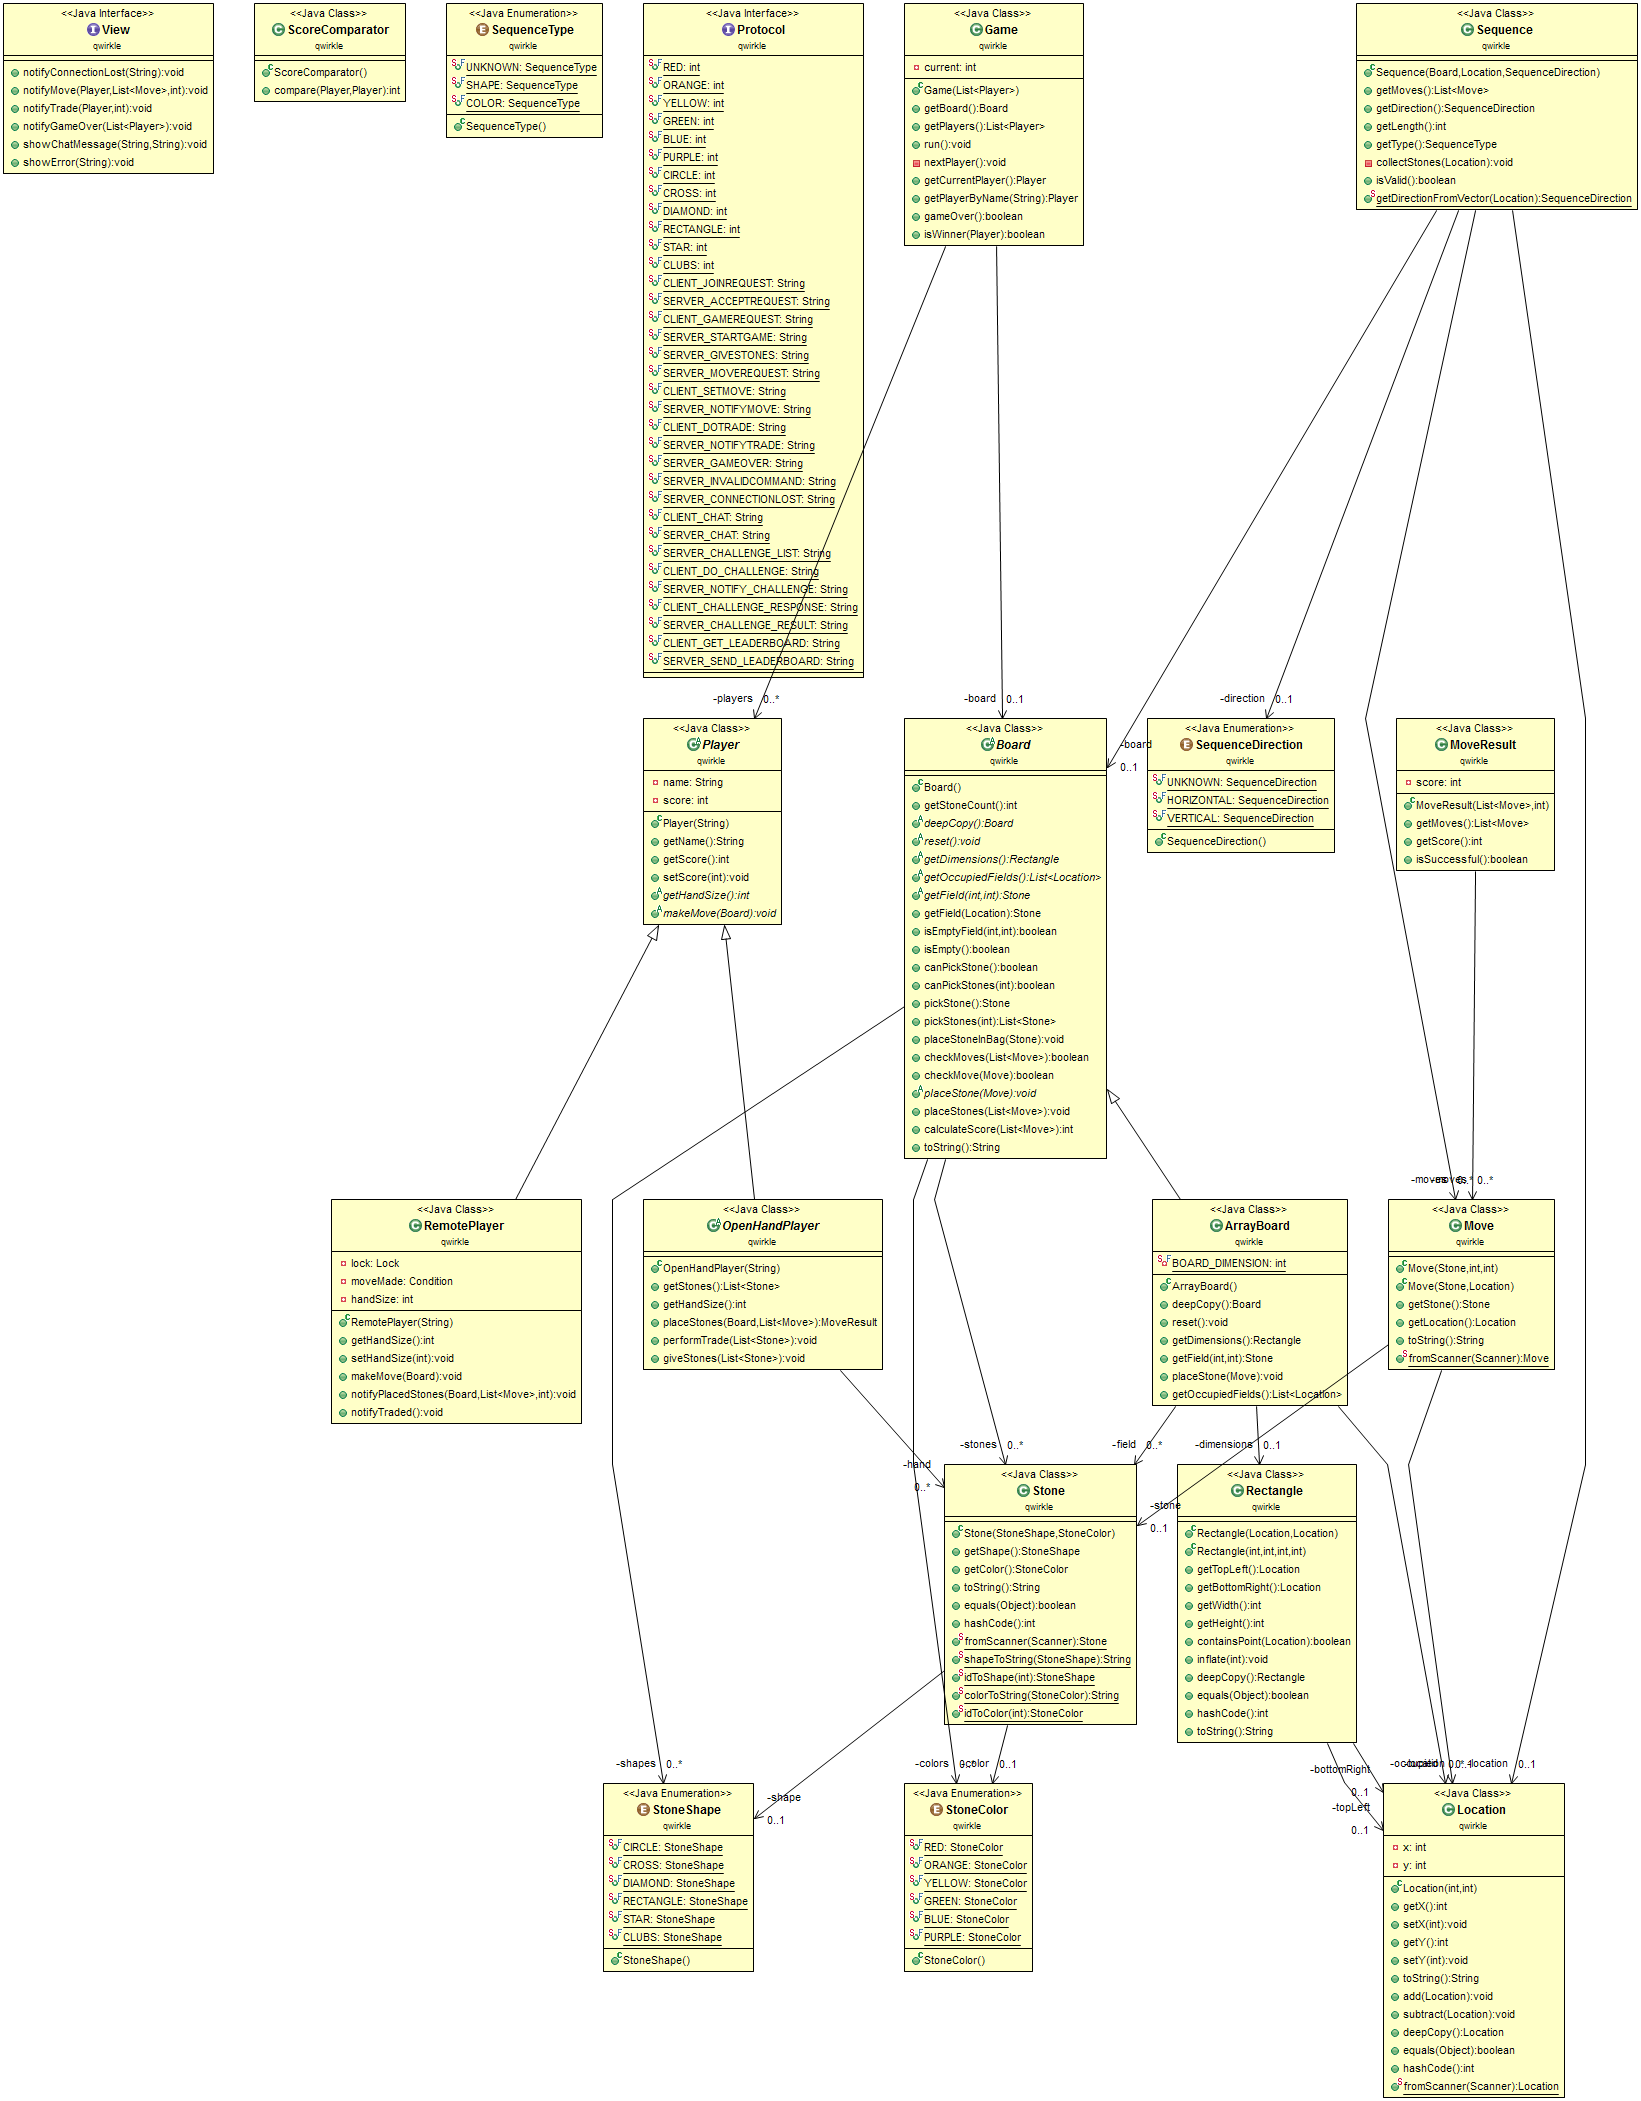 <<Java Interface>>
View
qwirkle
notifyConnectionLost(String):void
notifyMove(Player,List<Move>,int):void
notifyTrade(Player,int):void
notifyGameOver(List<Player>):void
showChatMessage(String,String):void
showError(String):void
<<Java Class>>
ScoreComparator
qwirkle
ScoreComparator()
compare(Player,Player):int
<<Java Enumeration>>
SequenceType
qwirkle
UNKNOWN: SequenceType
SHAPE: SequenceType
COLOR: SequenceType
SequenceType()
<<Java Interface>>
Protocol
qwirkle
RED: int
ORANGE: int
YELLOW: int
GREEN: int
BLUE: int
PURPLE: int
CIRCLE: int
CROSS: int
DIAMOND: int
RECTANGLE: int
STAR: int
CLUBS: int
CLIENT_JOINREQUEST: String
SERVER_ACCEPTREQUEST: String
CLIENT_GAMEREQUEST: String
SERVER_STARTGAME: String
SERVER_GIVESTONES: String
SERVER_MOVEREQUEST: String
CLIENT_SETMOVE: String
SERVER_NOTIFYMOVE: String
CLIENT_DOTRADE: String
SERVER_NOTIFYTRADE: String
SERVER_GAMEOVER: String
SERVER_INVALIDCOMMAND: String
SERVER_CONNECTIONLOST: String
CLIENT_CHAT: String
SERVER_CHAT: String
SERVER_CHALLENGE_LIST: String
CLIENT_DO_CHALLENGE: String
SERVER_NOTIFY_CHALLENGE: String
CLIENT_CHALLENGE_RESPONSE: String
SERVER_CHALLENGE_RESULT: String
CLIENT_GET_LEADERBOARD: String
SERVER_SEND_LEADERBOARD: String
<<Java Class>>
Game
qwirkle
current: int
Game(List<Player>)
getBoard():Board
getPlayers():List<Player>
run():void
nextPlayer():void
getCurrentPlayer():Player
getPlayerByName(String):Player
gameOver():boolean
isWinner(Player):boolean
<<Java Class>>
Sequence
qwirkle
Sequence(Board,Location,SequenceDirection)
getMoves():List<Move>
getDirection():SequenceDirection
getLength():int
getType():SequenceType
collectStones(Location):void
isValid():boolean
getDirectionFromVector(Location):SequenceDirection
-players 0..*
-board 0..1
-direction 0..1
-board
0..1
<<Java Class>>
Player
qwirkle
name: String
score: int
Player(String)
getName():String
getScore():int
setScore(int):void
getHandSize():int
makeMove(Board):void
<<Java Class>>
Board
qwirkle
Board()
getStoneCount():int
deepCopy():Board
reset():void
getDimensions():Rectangle
getOccupiedFields():List<Location>
getField(int,int):Stone
getField(Location):Stone
isEmptyField(int,int):boolean
isEmpty():boolean
canPickStone():boolean
canPickStones(int):boolean
pickStone():Stone
pickStones(int):List<Stone>
placeStoneInBag(Stone):void
checkMoves(List<Move>):boolean
checkMove(Move):boolean
placeStone(Move):void
placeStones(List<Move>):void
calculateScore(List<Move>):int
toString():String
<<Java Enumeration>>
SequenceDirection
qwirkle
UNKNOWN: SequenceDirection
HORIZONTAL: SequenceDirection
VERTICAL: SequenceDirection
SequenceDirection()
<<Java Class>>
MoveResult
qwirkle
score: int
MoveResult(List<Move>,int)
getMoves():List<Move>
getScore():int
isSuccessful():boolean
-moves 0..*
-moves 0..*
<<Java Class>>
RemotePlayer
qwirkle
lock: Lock
moveMade: Condition
handSize: int
RemotePlayer(String)
getHandSize():int
setHandSize(int):void
makeMove(Board):void
notifyPlacedStones(Board,List<Move>,int):void
notifyTraded():void
<<Java Class>>
OpenHandPlayer
qwirkle
OpenHandPlayer(String)
getStones():List<Stone>
getHandSize():int
placeStones(Board,List<Move>):MoveResult
performTrade(List<Stone>):void
giveStones(List<Stone>):void
<<Java Class>>
ArrayBoard
qwirkle
BOARD_DIMENSION: int
ArrayBoard()
deepCopy():Board
reset():void
getDimensions():Rectangle
getField(int,int):Stone
placeStone(Move):void
getOccupiedFields():List<Location>
<<Java Class>>
Move
qwirkle
Move(Stone,int,int)
Move(Stone,Location)
getStone():Stone
getLocation():Location
toString():String
fromScanner(Scanner):Move
-stones 0..*
-field 0..*
-dimensions 0..1
-hand
0..*
-stone
0..1
<<Java Class>>
Stone
qwirkle
Stone(StoneShape,StoneColor)
getShape():StoneShape
getColor():StoneColor
toString():String
equals(Object):boolean
hashCode():int
fromScanner(Scanner):Stone
shapeToString(StoneShape):String
idToShape(int):StoneShape
colorToString(StoneColor):String
idToColor(int):StoneColor
<<Java Class>>
Rectangle
qwirkle
Rectangle(Location,Location)
Rectangle(int,int,int,int)
getTopLeft():Location
getBottomRight():Location
getWidth():int
getHeight():int
containsPoint(Location):boolean
inflate(int):void
deepCopy():Rectangle
equals(Object):boolean
hashCode():int
toString():String
-shapes 0..*
-shape
0..1
-colors 0..*
-color 0..1
-bottomRight
0..1
-topLeft
0..1
-location 0..1
-location 0..1
<<Java Enumeration>>
StoneShape
qwirkle
CIRCLE: StoneShape
CROSS: StoneShape
DIAMOND: StoneShape
RECTANGLE: StoneShape
STAR: StoneShape
CLUBS: StoneShape
StoneShape()
<<Java Enumeration>>
StoneColor
qwirkle
RED: StoneColor
ORANGE: StoneColor
YELLOW: StoneColor
GREEN: StoneColor
BLUE: StoneColor
PURPLE: StoneColor
StoneColor()
<<Java Class>>
Location
qwirkle
x: int
y: int
Location(int,int)
getX():int
setX(int):void
getY():int
setY(int):void
toString():String
add(Location):void
subtract(Location):void
deepCopy():Location
equals(Object):boolean
hashCode():int
fromScanner(Scanner):Location